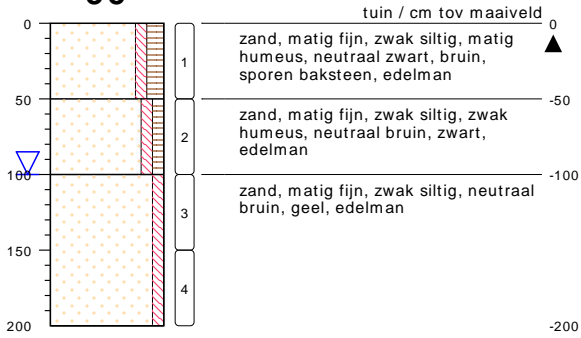 tuin / cm tov maaiveld
0
0
zand, matig fijn, zwak siltig, matig
humeus, neutraal zwart, bruin,
sporen baksteen, edelman
1
50
-50
zand, matig fijn, zwak siltig, zwak
humeus, neutraal bruin, zwart,
edelman
2
100
-100
zand, matig fijn, zwak siltig, neutraal
bruin, geel, edelman
3
150
4
200
-200